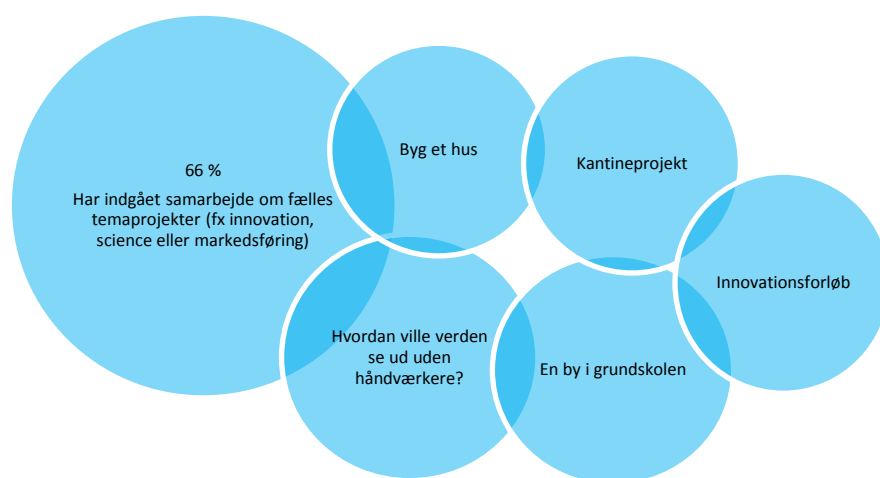 66 %
Har indgået samarbejde om fælles
temaprojekter (fx innovation,
science eller markedsføring)
Byg et hus
Kantineprojekt
Innovationsforløb
Hvordan ville verden
se ud uden
håndværkere?
En by i grundskolen